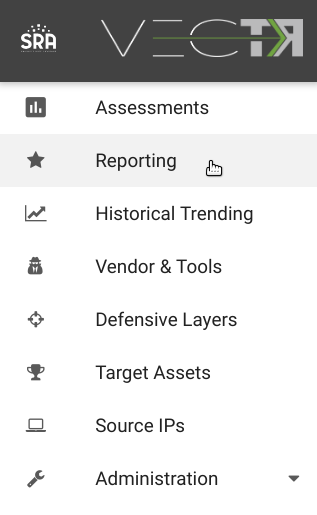 SRA
VECTR
Assessments
Reporting
Historical Trending
Vendor & Tools
Defensive Layers
Target Assets
Source IPs
Administration